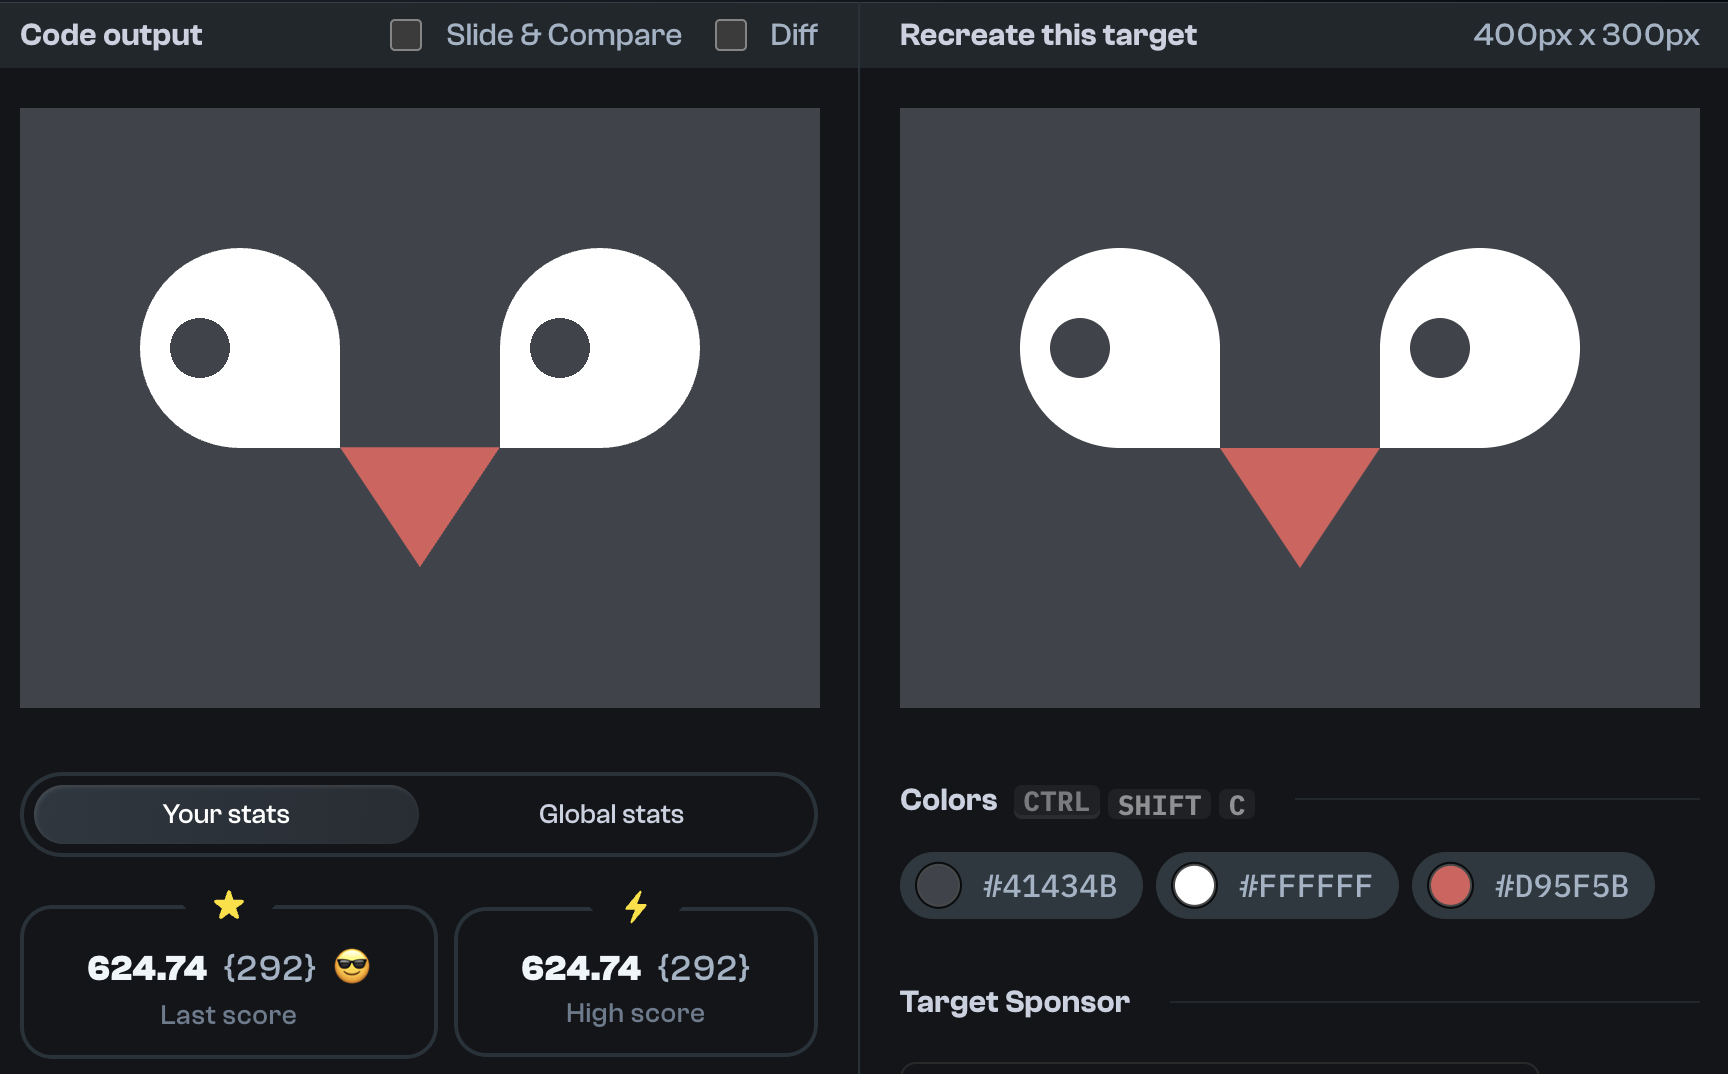 Code output
Slide & Compare
Diff
Recreate this target
400px x 300px
Your stats
Global stats
624.74 {292}
Last score
624.74 {292}
High score
Colors CTRL SHIFT C
#41434B
#FFFFFF
#D95F5B
Target Sponsor